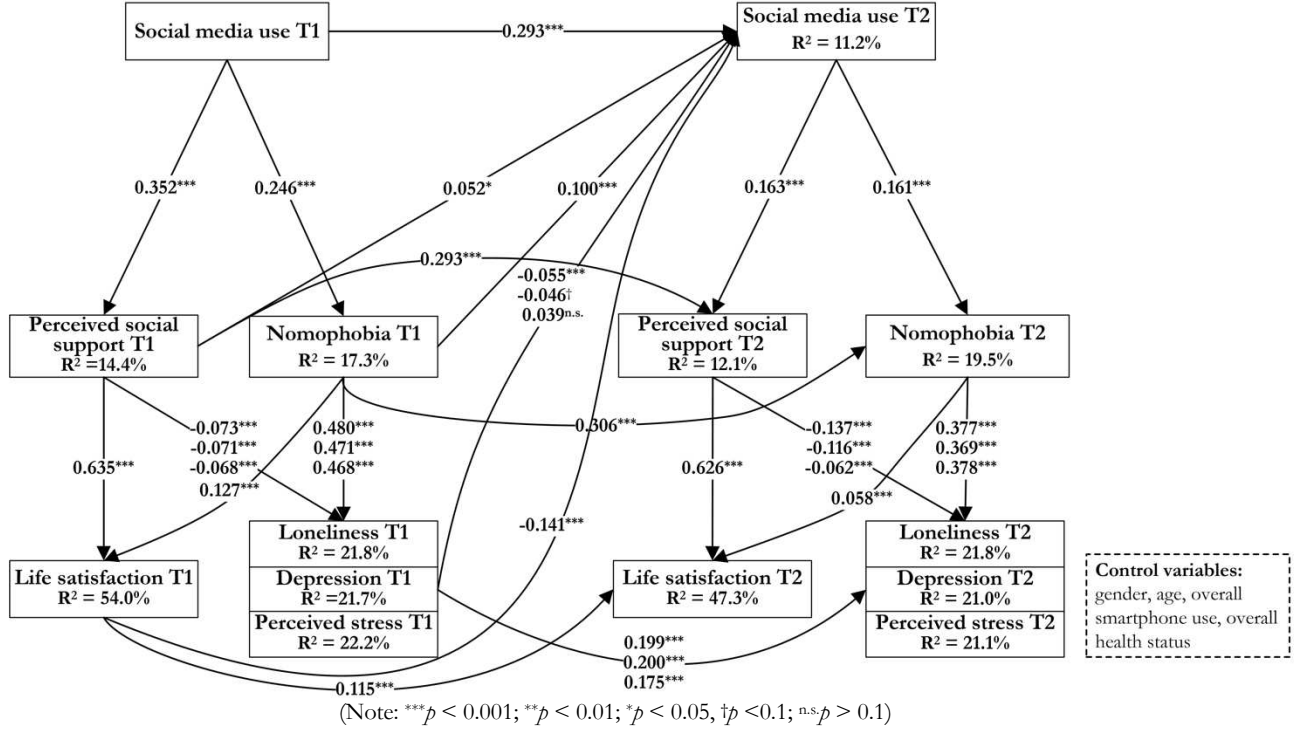 Social media use T1
0.293***
Social media use T2
R² = 11.2%
0.352***
0.246***
0.052*
0.100***
0.163***
0.161***
0.293***
-0.055***
-0.046†
0.039n.s.
Perceived social
support T1
R² =14.4%
Nomophobia T1
R² = 17.3%
Perceived social
support T2
R² = 12.1%
Nomophobia T2
R² = 19.5%
0.306***
-0.073***
-0.071***
-0.068***
0.480***
0.471***
0.468***
0.635***
0.127***
-0.137***
-0.116***
-0.062***
0.377***
0.369***
0.378***
0.626***
0.058***
-0.141***
Life satisfaction T1
R² = 54.0%
Loneliness T1
R² = 21.8%
Depression T1
R² =21.7%
Perceived stress T1
R² = 22.2%
Life satisfaction T2
R² = 47.3%
Loneliness T2
R² = 21.8%
Depression T2
R² = 21.0%
Perceived stress T2
R² = 21.1%
Control variables:
gender, age, overall
smartphone use, overall
health status
0.199***
0.200***
0.175***
0.115***
(Note: ***p < 0.001; **p < 0.01; *p < 0.05, †p <0.1; n.s.p > 0.1)